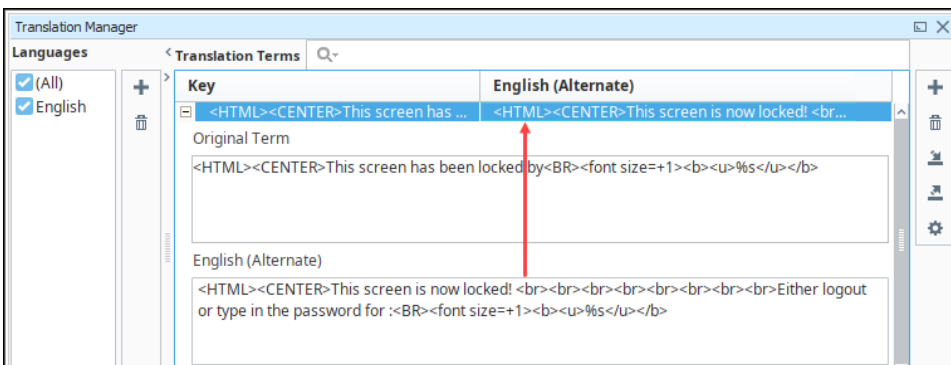 Translation Manager
Languages
Translation Terms
(All)
English
Key English (Alternate)
<HTML><CENTER>This screen has ... <HTML><CENTER>This screen is now locked! <br...
Original Term
<HTML><CENTER>This screen has been locked by<BR><font size=+1><b><u>%s</u></b>
English (Alternate)
<HTML><CENTER>This screen is now locked! <br><br><br><br><br><br><br><br>Either logout
or type in the password for :<BR><font size=+1><b><u>%s</u></b>